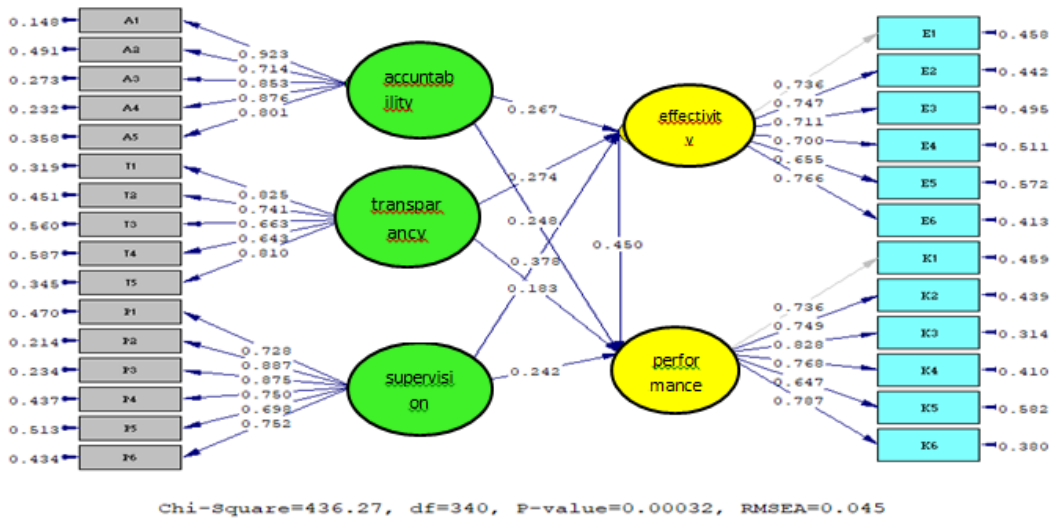 0.148 A1
0.491 A2
0.273 A3
0.232 A4
0.358 A5
0.319 T1
0.451 T2
0.560 T3
0.587 T4
0.345 T5
0.470 P1
0.214 P2
0.234 P3
0.437 P4
0.513 P5
0.434 P6
0.923
0.714
0.853
0.876
0.801
0.825
0.741
0.663
0.643
0.810
0.728
0.887
0.875
0.750
0.698
0.752
accuntab
ility
transpar
ancy
supervisi
on
0.267
0.274
0.248
0.378
0.183
0.242
0.450
effectivit
y
perfor
mance
0.736
0.747
0.711
0.700
0.655
0.766
0.736
0.749
0.828
0.768
0.647
0.787
E1 0.458
E2 0.442
E3 0.495
E4 0.511
E5 0.572
E6 0.413
K1 0.459
K2 0.439
K3 0.314
K4 0.410
K5 0.582
K6 0.380
Chi-Square=436.27, df=340, P-value=0.00032, RMSEA=0.045